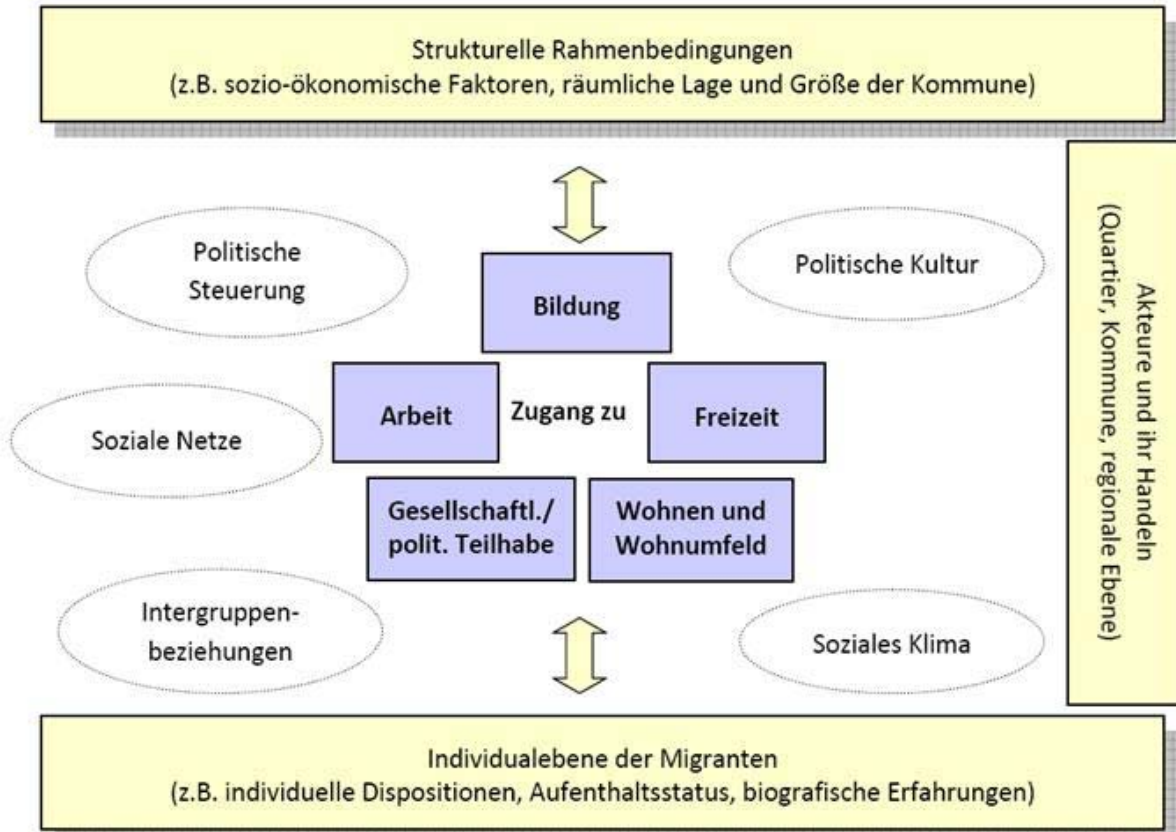 Strukturelle Rahmenbedingungen
(z.B. sozio-ökonomische Faktoren, räumliche Lage und Größe der Kommune)
Politische
Steuerung
Politische Kultur
Bildung
Arbeit
Zugang zu
Freizeit
Soziale Netze
Gesellschaftl./
polit. Teilhabe
Wohnen und
Wohnumfeld
Intergruppen-
beziehungen
Soziales Klima
Akteure und ihr Handeln
(Quartier, Kommune, regionale Ebene)
Individualebene der Migranten
(z.B. individuelle Dispositionen, Aufenthaltsstatus, biografische Erfahrungen)